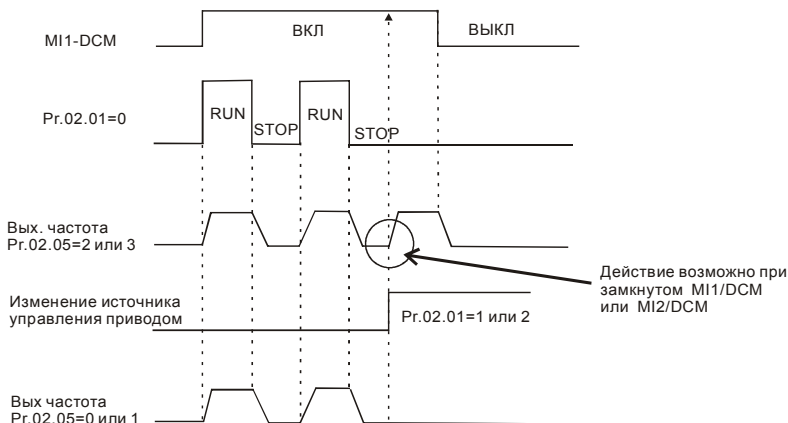 ВКЛ
ВЫКЛ
MI1-DCM
Pr.02.01=0
RUN
STOP
RUN
STOP
Вых. частота
Pr.02.05=2 или 3
Действие возможно при
замкнутом MI1/DCM
или MI2/DCM
Изменение источника
управления приводом
Pr.02.01=1 или 2
Вых частота
Pr.02.05=0 или 1